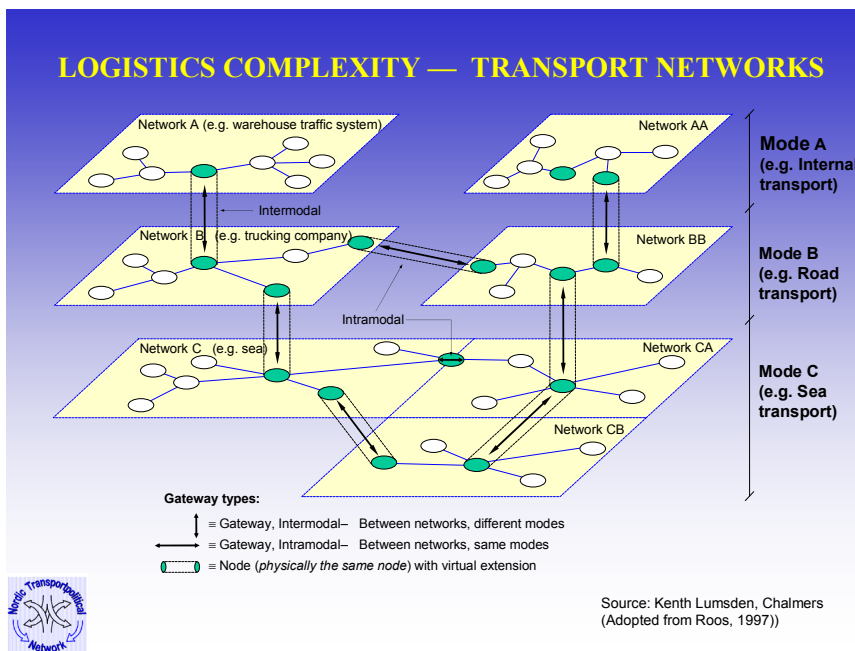 LOGISTICS COMPLEXITY — TRANSPORT NETWORKS
Network A (e.g. warehouse traffic system)
Network AA
Mode A
(e.g. Internal
transport)
Intermodal
Network B (e.g. trucking company)
Network BB
Mode B
(e.g. Road
transport)
Intramodal
Network C (e.g. sea)
Network CA
Mode C
(e.g. Sea
transport)
Network CB
Gateway types:
≡ Gateway, Intermodal– Between networks, different modes
≡ Gateway, Intramodal– Between networks, same modes
≡ Node (physically the same node) with virtual extension
Nordic Transportpolitical
Network
Source: Kenth Lumsden, Chalmers
(Adopted from Roos, 1997))